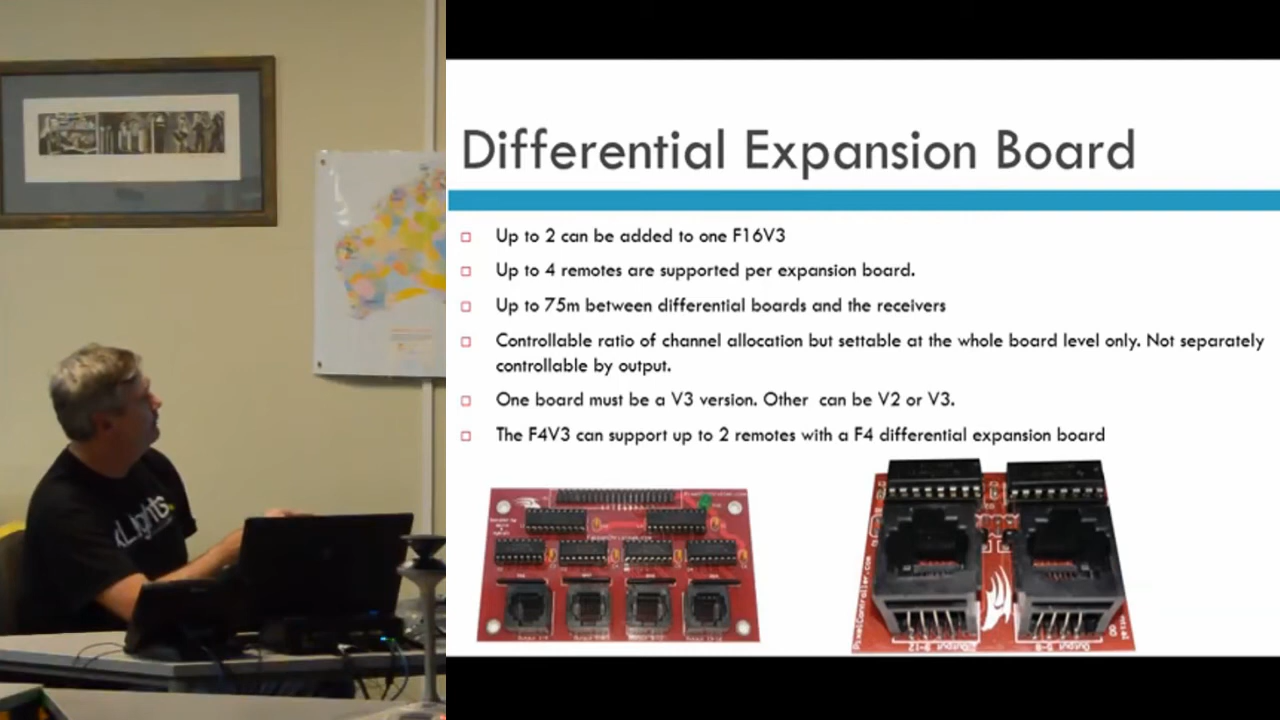 Differential Expansion Board
Up to 2 can be added to one F16V3
Up to 4 remotes are supported per expansion board.
Up to 75m between differential boards and the receivers
Controllable ratio of channel allocation but settable at the whole board level only. Not separately
controllable by output.
One board must be a V3 version. Other can be V2 or V3.
The F4V3 can support up to 2 remotes with a F4 differential expansion board
xLights
PixelController.com